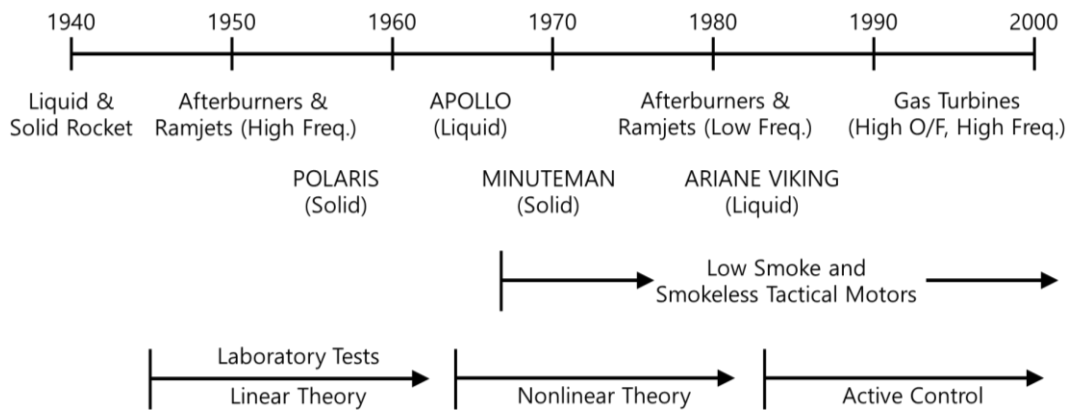 1940 1950 1960 1970 1980 1990 2000
Liquid & Afterburners & APOLLO Afterburners & Gas Turbines
Solid Rocket Ramjets (High Freq.) (Liquid) Ramjets (Low Freq.) (High O/F, High Freq.)
POLARIS MINUTEMAN ARIANE VIKING
(Solid) (Solid) (Liquid)
Low Smoke and
Smokeless Tactical Motors
Laboratory Tests
Linear Theory Nonlinear Theory Active Control